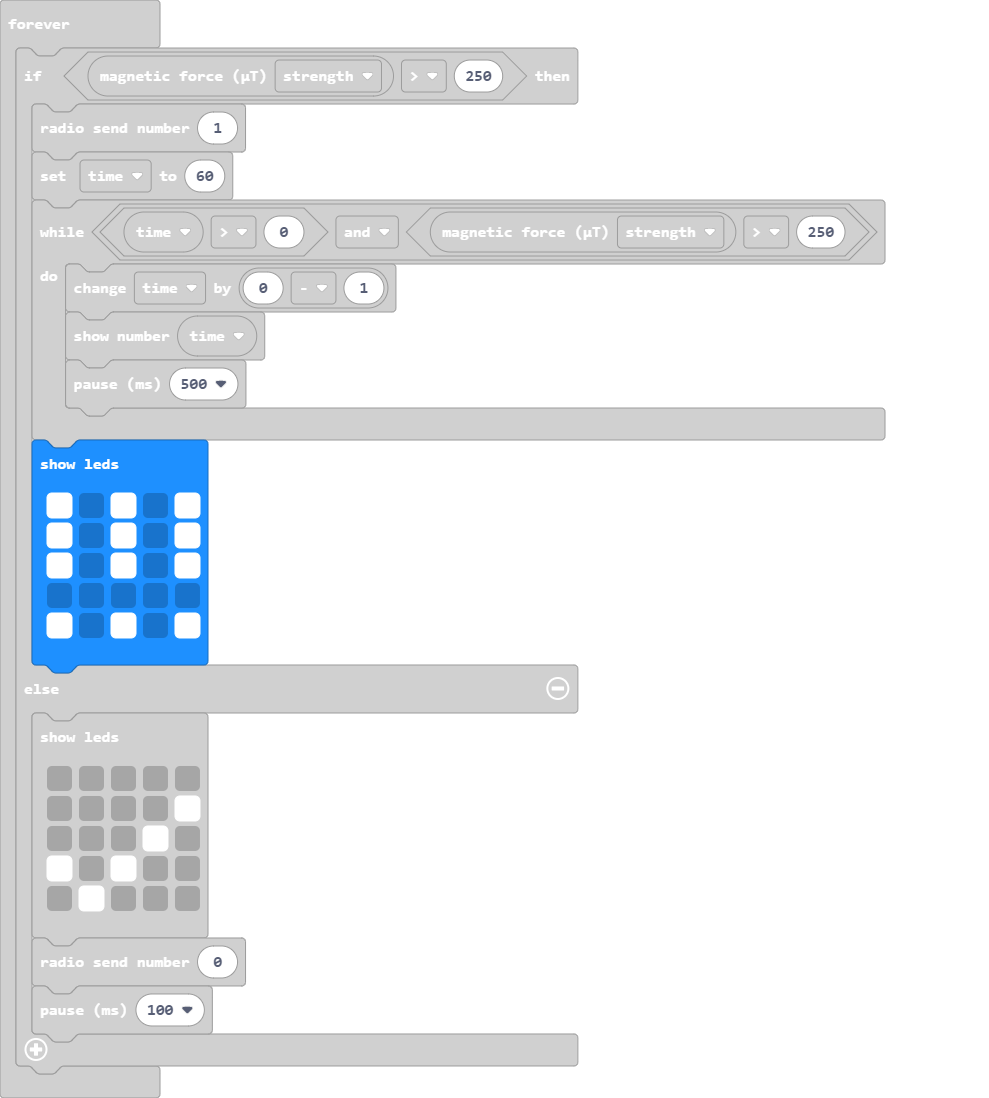 forever
if magnetic force (µT) strength > 250 then
radio send number 1
set time to 60
while time > 0 and magnetic force (µT) strength > 250
do
change time by 0 - 1
show number time
pause (ms) 500
show leds
else
show leds
radio send number 0
pause (ms) 100